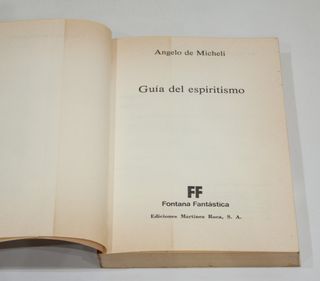 Angelo de Micheli
Guía del espiritismo
FF
Fontana Fantástica
Ediciones Martínez Roca, S. A.